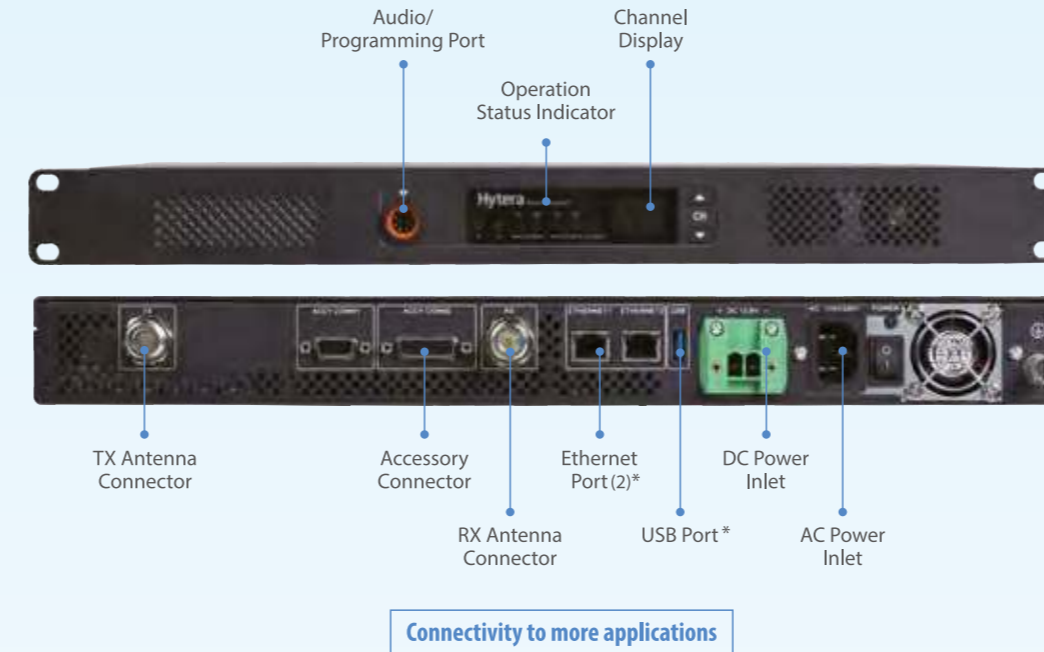 Audio/
Programming Port
Channel
Display
Operation
Status Indicator
Hytera
CH
TX Antenna
Connector
Accessory
Connector
Ethernet
Port (2)*
DC Power
Inlet
RX Antenna
Connector
USB Port *
AC Power
Inlet
Connectivity to more applications